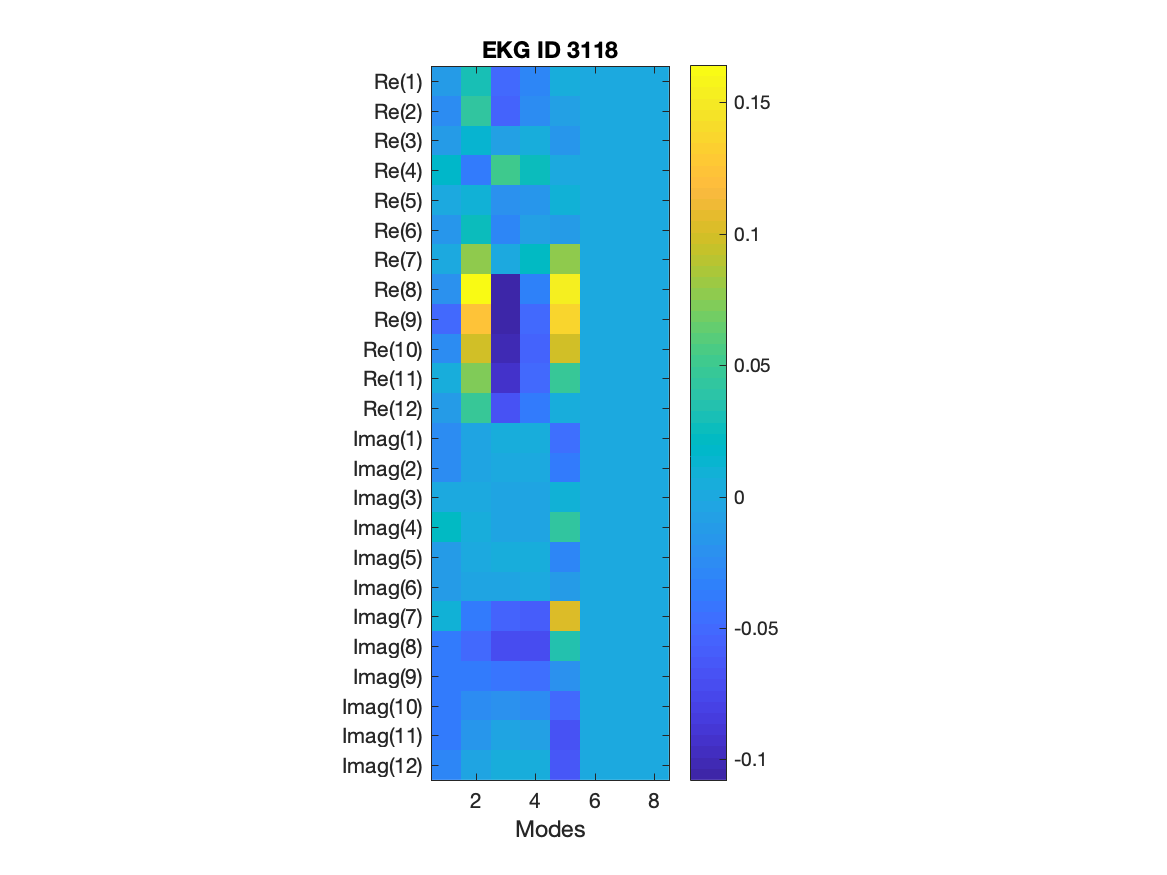 EKG ID 3118
Re(1)
Re(2)
Re(3)
Re(4)
Re(5)
Re(6)
Re(7)
Re(8)
Re(9)
Re(10)
Re(11)
Re(12)
Imag(1)
Imag(2)
Imag(3)
Imag(4)
Imag(5)
Imag(6)
Imag(7)
Imag(8)
Imag(9)
Imag(10)
Imag(11)
Imag(12)
2 4 6 8
Modes
0.15
0.1
0.05
0
-0.05
-0.1